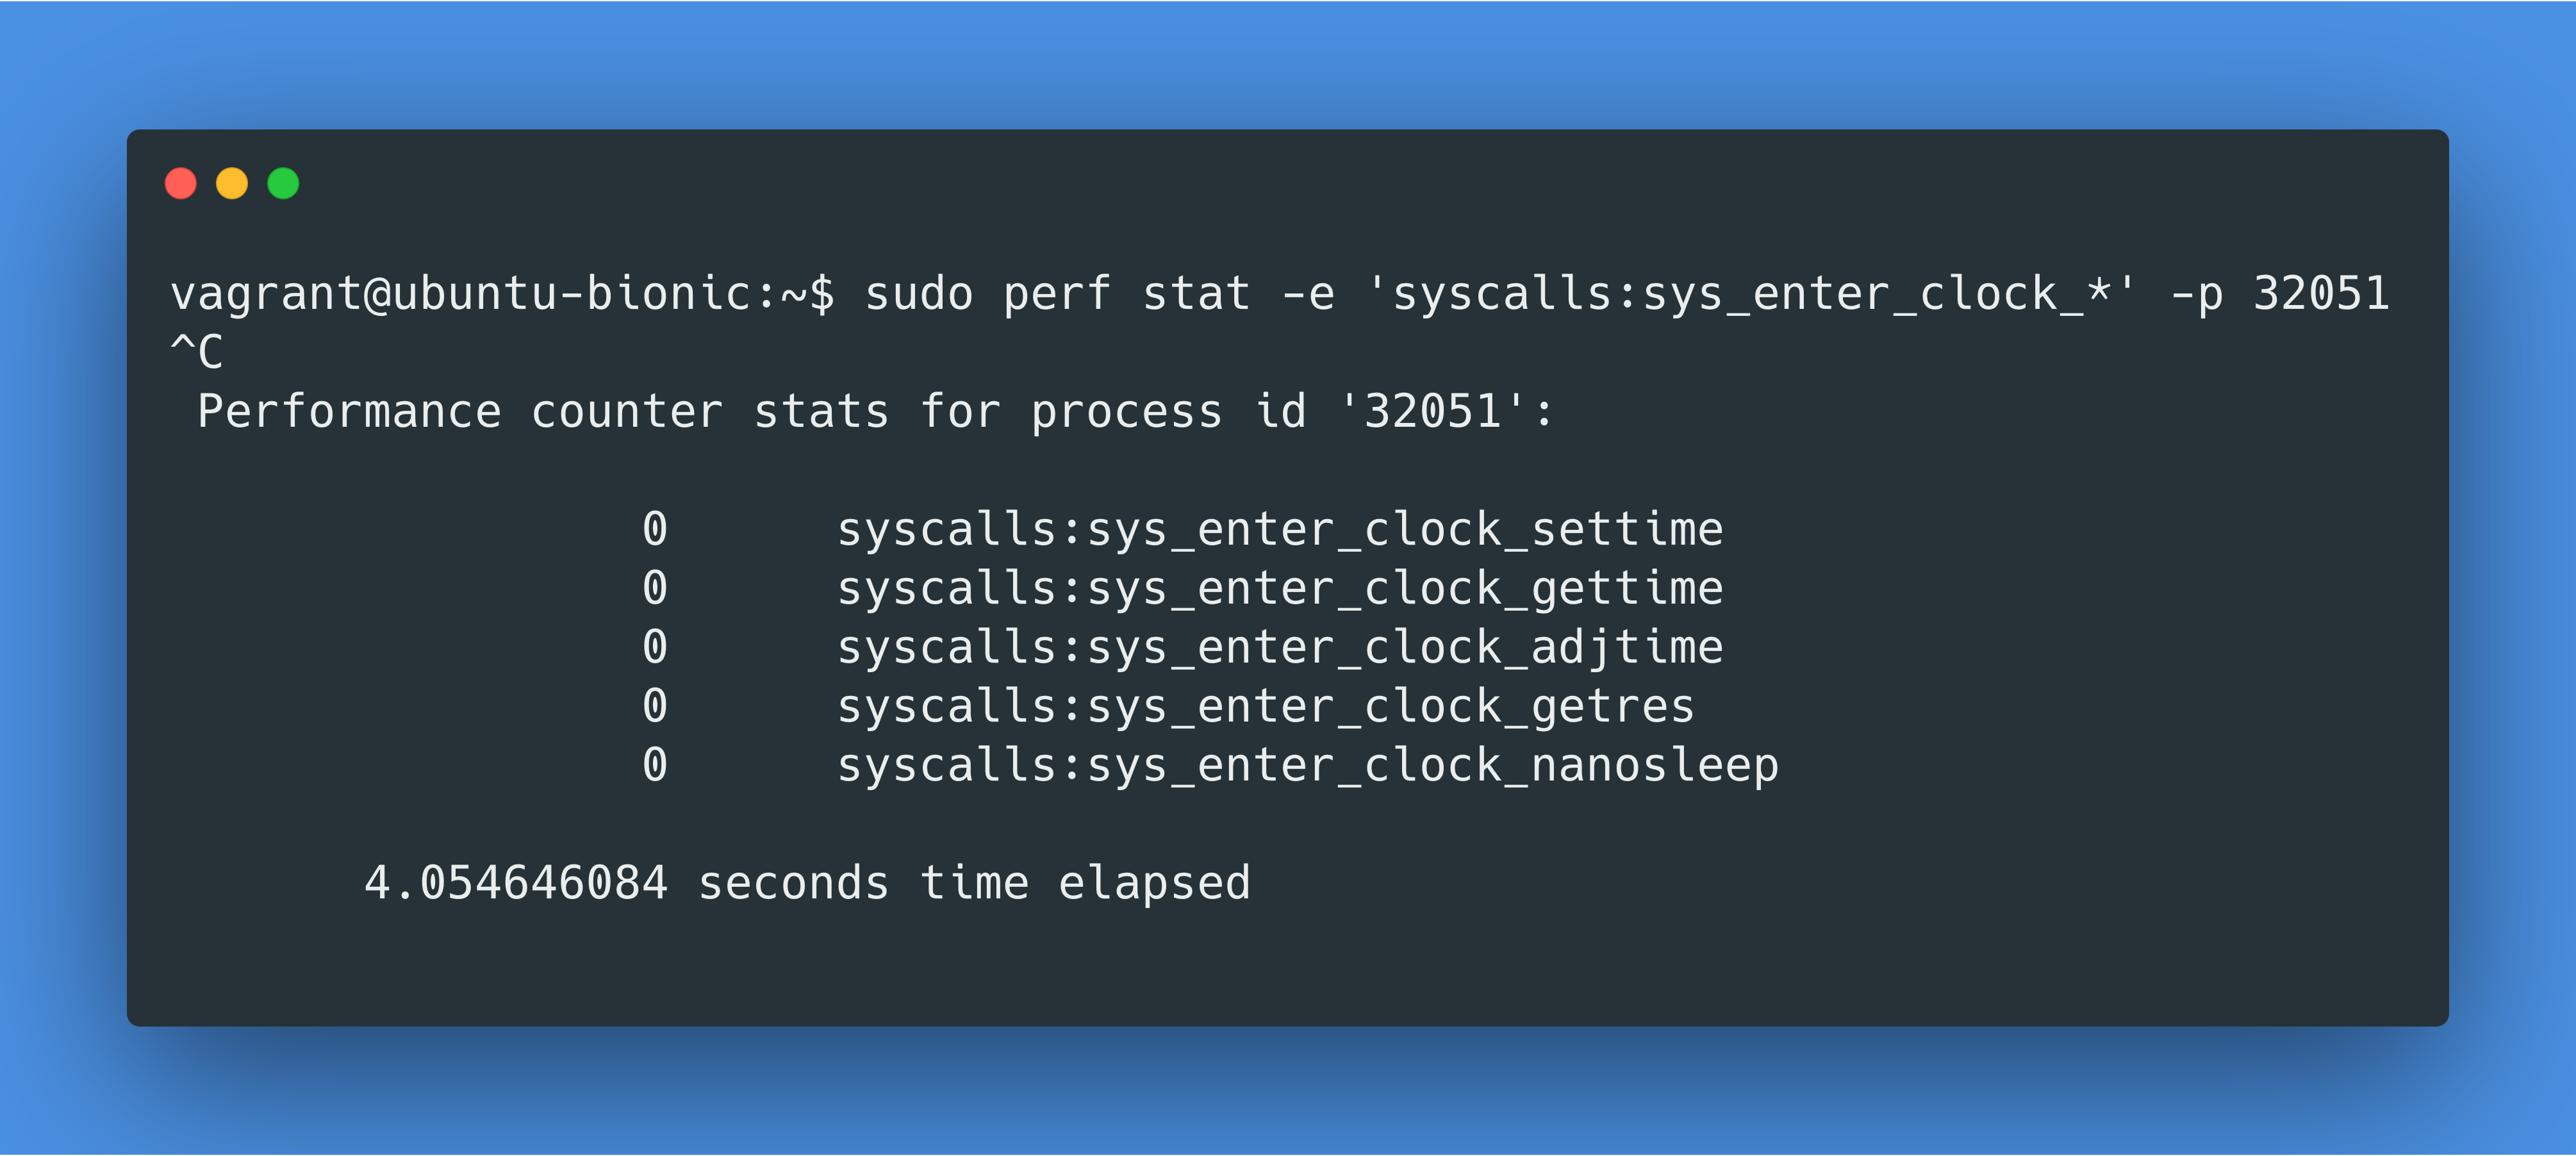 vagrant@ubuntu-bionic:~$ sudo perf stat -e 'syscalls:sys_enter_clock_*' -p 32051
^C
 Performance counter stats for process id '32051':

                 0      syscalls:sys_enter_clock_settime
                 0      syscalls:sys_enter_clock_gettime
                 0      syscalls:sys_enter_clock_adjtime
                 0      syscalls:sys_enter_clock_getres
                 0      syscalls:sys_enter_clock_nanosleep

       4.054646084 seconds time elapsed